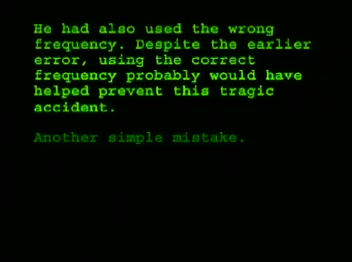 He had also used the wrong
frequency. Despite the earlier
error, using the correct
frequency probably would have
helped prevent this tragic
accident.
Another simple mistake.